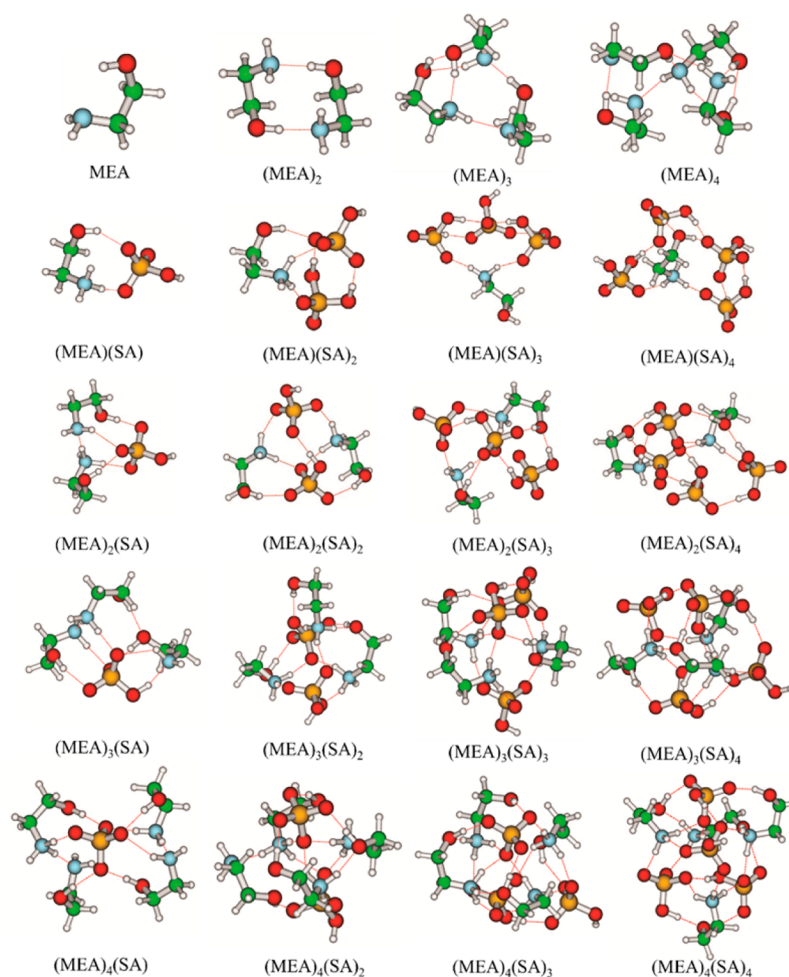 MEA (MEA)₂ (MEA)₃ (MEA)₄
(MEA)(SA) (MEA)(SA)₂ (MEA)(SA)₃ (MEA)(SA)₄
(MEA)₂(SA) (MEA)₂(SA)₂ (MEA)₂(SA)₃ (MEA)₂(SA)₄
(MEA)₃(SA) (MEA)₃(SA)₂ (MEA)₃(SA)₃ (MEA)₃(SA)₄
(MEA)₄(SA) (MEA)₄(SA)₂ (MEA)₄(SA)₃ (MEA)₄(SA)₄